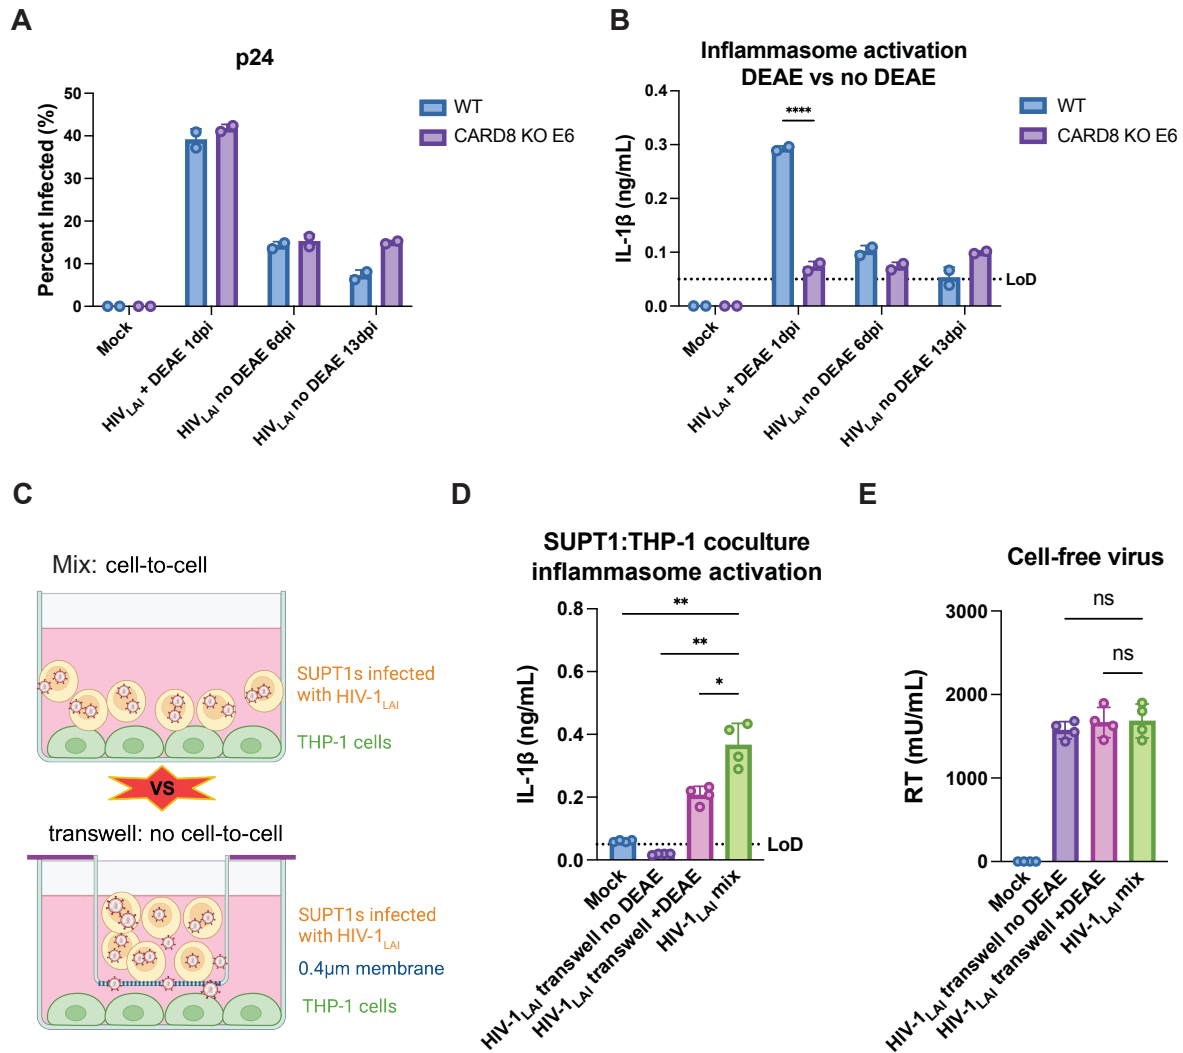 A
p24
Percent Infected (%)
50
40
30
20
10
0
Mock
HIVLAI + DEAE 1dpi
HIVLAI no DEAE 6dpi
HIVLAI no DEAE 13dpi
WT
CARD8 KO E6
B
Inflammasome activation
DEAE vs no DEAE
IL-1β (ng/mL)
0.4
0.3
0.2
0.1
0.0
****
LoD
Mock
HIVLAI + DEAE 1dpi
HIVLAI no DEAE 6dpi
HIVLAI no DEAE 13dpi
WT
CARD8 KO E6
C
Mix: cell-to-cell
SUPT1s infected
with HIV-1LAI
THP-1 cells
VS
transwell: no cell-to-cell
SUPT1s infected
with HIV-1LAI
0.4µm membrane
THP-1 cells
D
SUPT1:THP-1 coculture
inflammasome activation
IL-1β (ng/mL)
0.8
0.6
0.4
0.2
0.0
**
**
*
LoD
Mock
HIV-1LAI transwell no DEAE
HIV-1LAI transwell +DEAE
HIV-1LAI mix
E
Cell-free virus
RT (mU/mL)
3000
2000
1000
0
ns
ns
Mock
HIV-1LAI transwell no DEAE
HIV-1LAI transwell +DEAE
HIV-1LAI mix